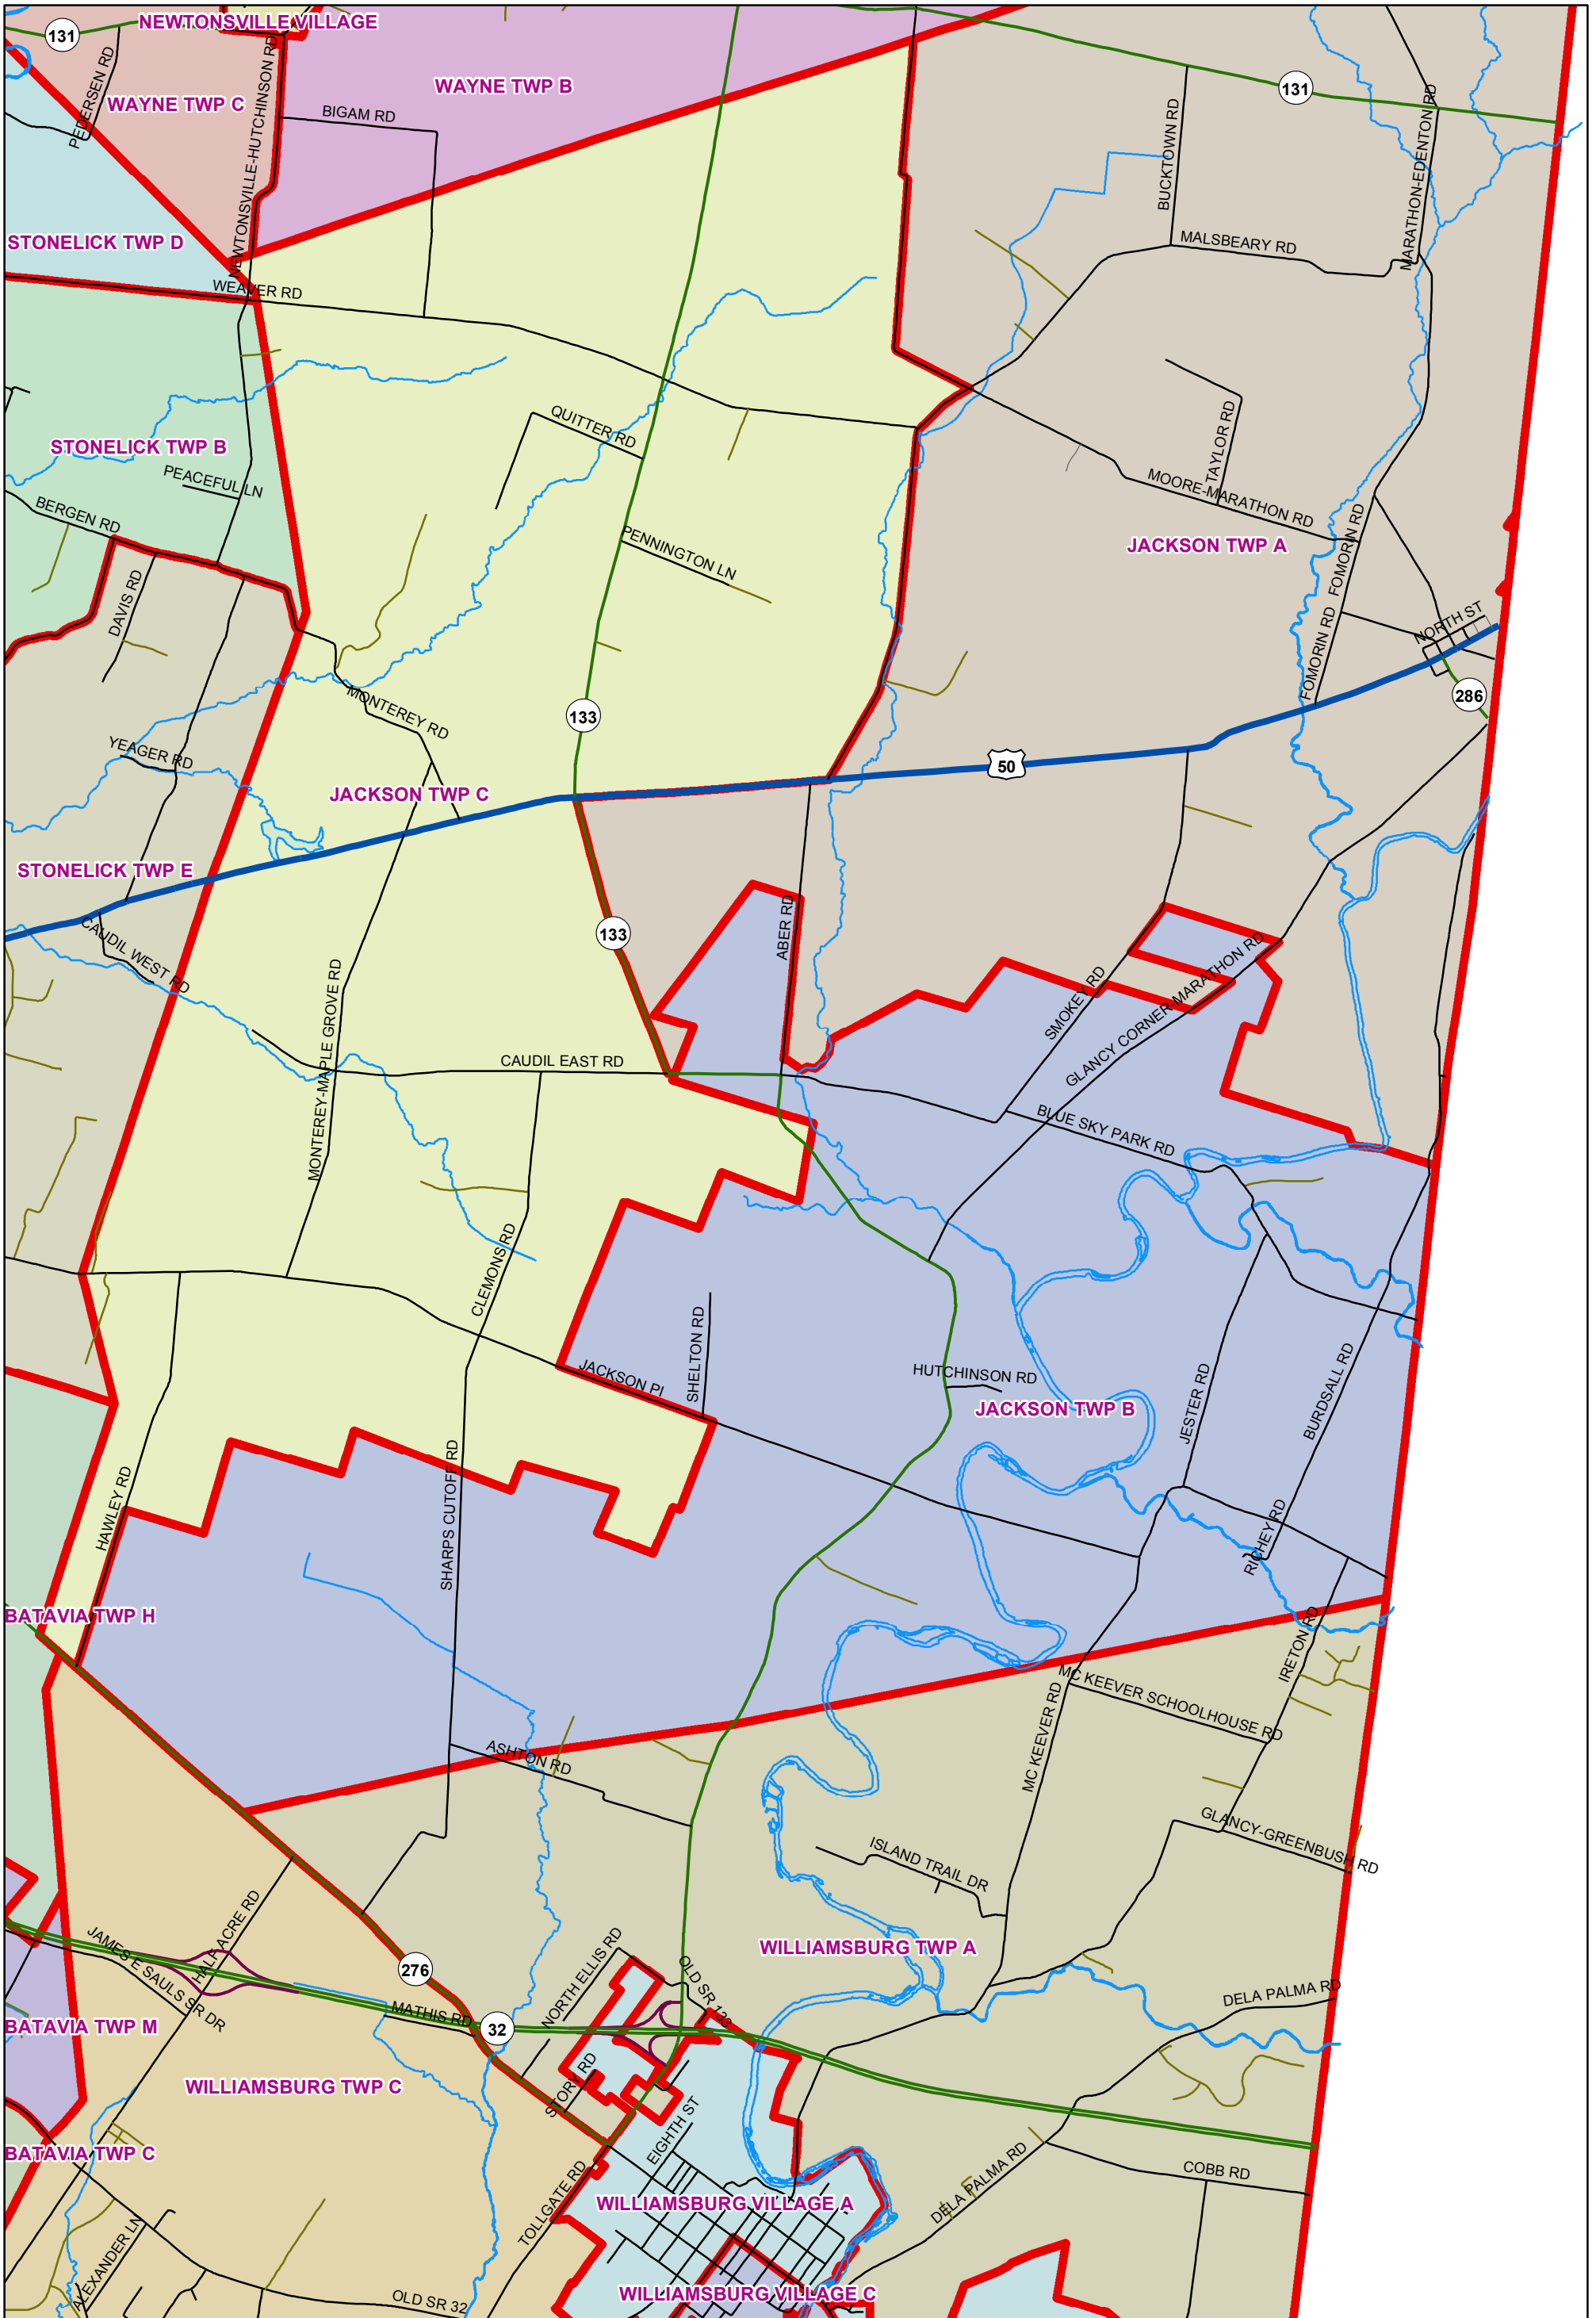 NEWTONSVILLE VILLAGE
131
PEDERSEN RD
WAYNE TWP C
NEWTONSVILLE-HUTCHINSON RD
WAYNE TWP B
BIGAM RD
131
BUCKTOWN RD
MARATHON-EDENTON RD
MALSBEARY RD
STONELICK TWP D
WEAVER RD
QUITTER RD
STONELICK TWP B
PEACEFUL LN
BERGEN RD
PENNINGTON LN
TAYLOR RD
MOORE-MARATHON RD
JACKSON TWP A
FOMORIN RD
DAVIS RD
NORTH ST
FOMORIN RD
286
MONTEREY RD
133
YEAGER RD
50
JACKSON TWP C
STONELICK TWP E
CAUDIL WEST RD
133
ABER RD
MONTEREY-MAPLE GROVE RD
SMOKEY RD
GLANCY CORNER-MARATHON RD
CAUDIL EAST RD
BLUE SKY PARK RD
CLEMONS RD
SHELTON RD
JACKSON PI
HUTCHINSON RD
JACKSON TWP B
JESTER RD
BURDSALL RD
HAWLEY RD
SHARPS CUTOFF RD
RICHEY RD
BATAVIA TWP H
IRETON RD
MC KEEVER SCHOOLHOUSE RD
MC KEEVER RD
ASHTON RD
GLANCY-GREENBUSH RD
ISLAND TRAIL DR
HALF ACRE RD
JAMES E SAULS SR DR
WILLIAMSBURG TWP A
276
NORTH ELLIS RD
OLD SR 133
DELA PALMA RD
MATHIS RD
32
BATAVIA TWP M
WILLIAMSBURG TWP C
STORY RD
EIGHTH ST
BATAVIA TWP C
DELA PALMA RD
COBB RD
TOLLGATE RD
WILLIAMSBURG VILLAGE A
ALEXANDER LN
OLD SR 32
WILLIAMSBURG VILLAGE C